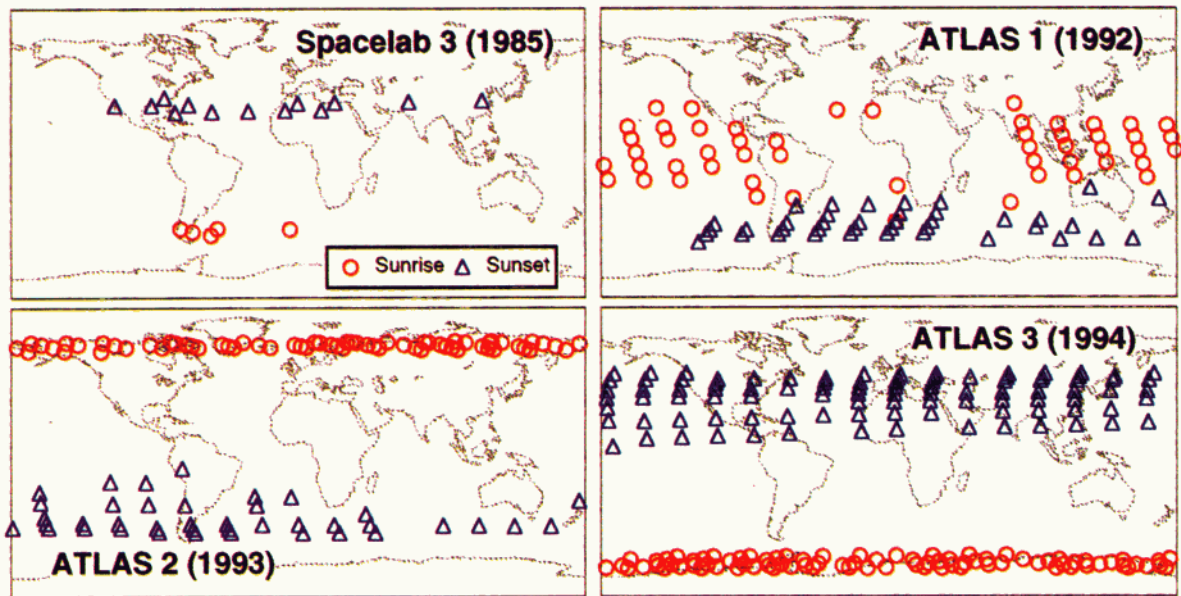 Spacelab 3 (1985)
ATLAS 1 (1992)
Sunrise Sunset
ATLAS 2 (1993)
ATLAS 3 (1994)